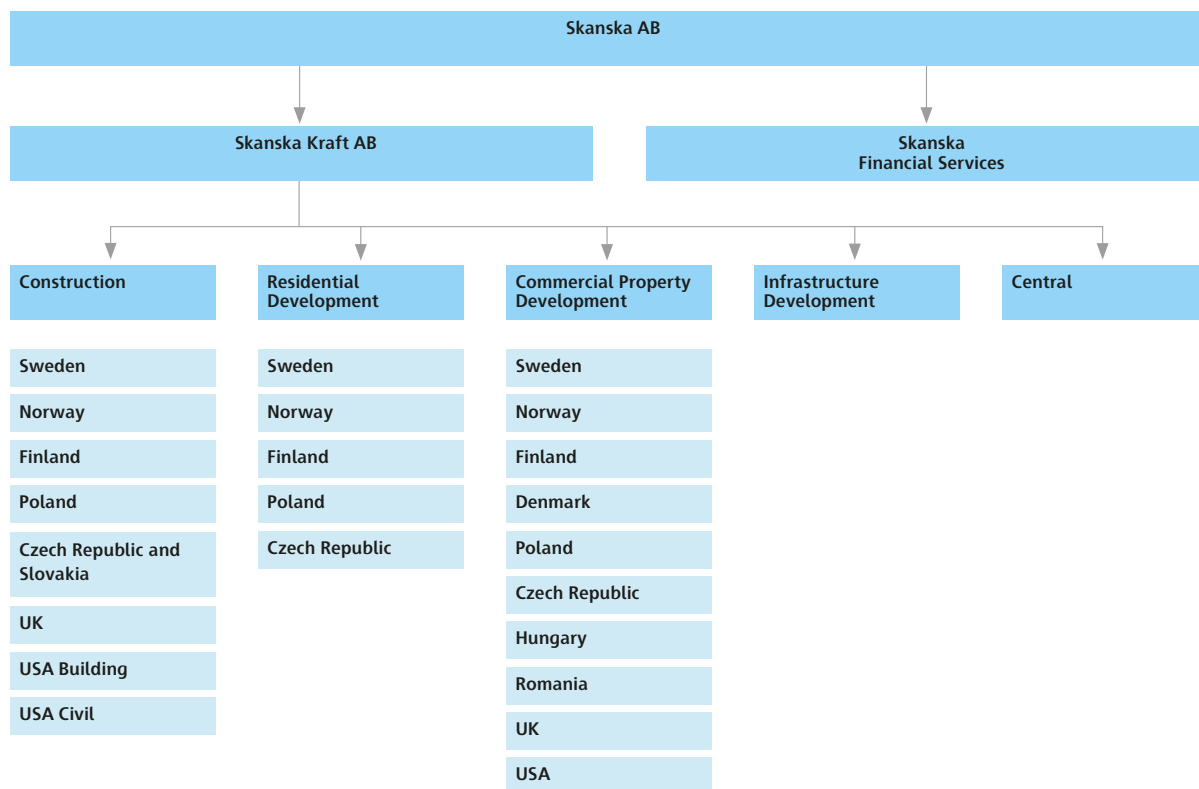 Skanska AB
Skanska Kraft AB
Skanska
Financial Services
Construction
Residential
Development
Commercial Property
Development
Infrastructure
Development
Central
Sweden
Norway
Finland
Poland
Czech Republic and
Slovakia
UK
USA Building
USA Civil
Sweden
Norway
Finland
Poland
Czech Republic
Sweden
Norway
Finland
Denmark
Poland
Czech Republic
Hungary
Romania
UK
USA